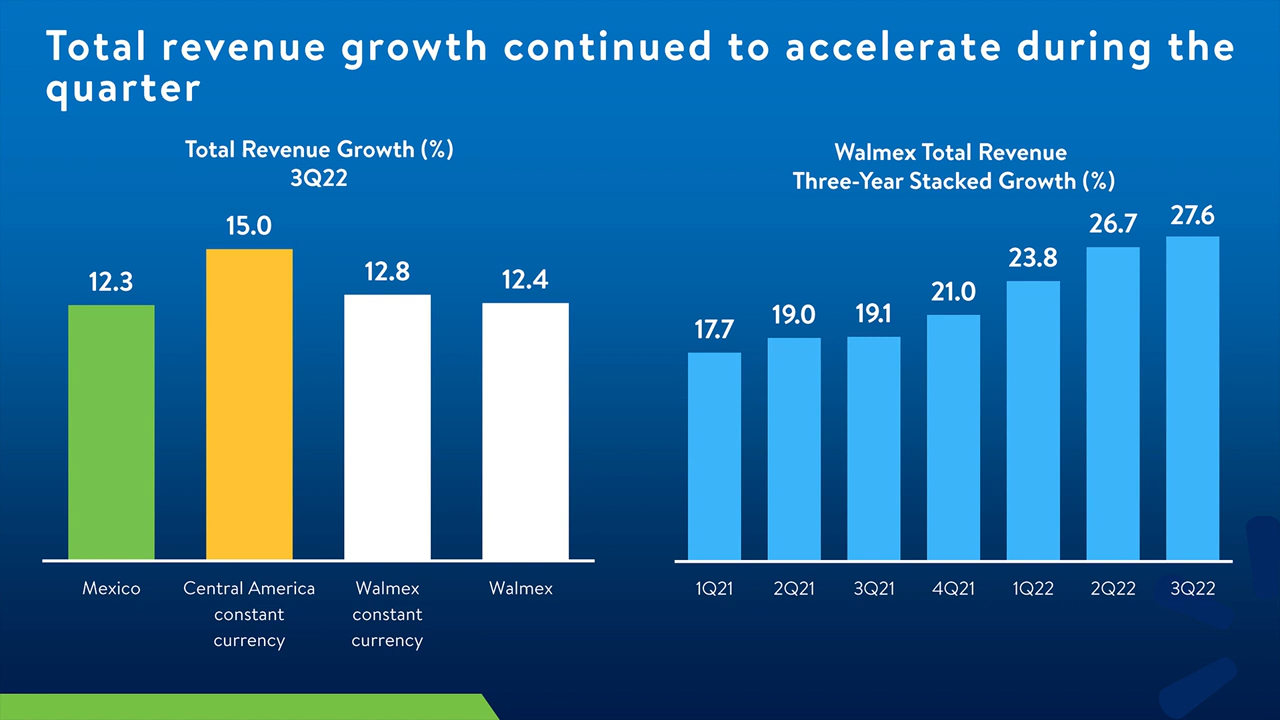 Total revenue growth continued to accelerate during the
quarter
Total Revenue Growth (%)
3Q22
15.0
12.3
12.8
12.4
Mexico
Central America
constant
currency
Walmex
constant
currency
Walmex
Walmex Total Revenue
Three-Year Stacked Growth (%)
17.7
19.0
19.1
21.0
23.8
26.7
27.6
1Q21
2Q21
3Q21
4Q21
1Q22
2Q22
3Q22